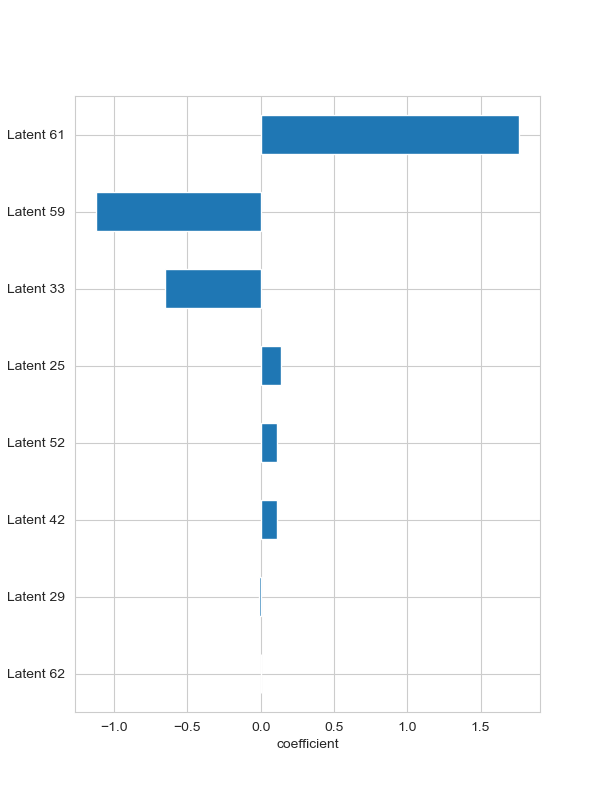 Latent 61
Latent 59
Latent 33
Latent 25
Latent 52
Latent 42
Latent 29
Latent 62
−1.0 −0.5 0.0 0.5 1.0 1.5
coefficient